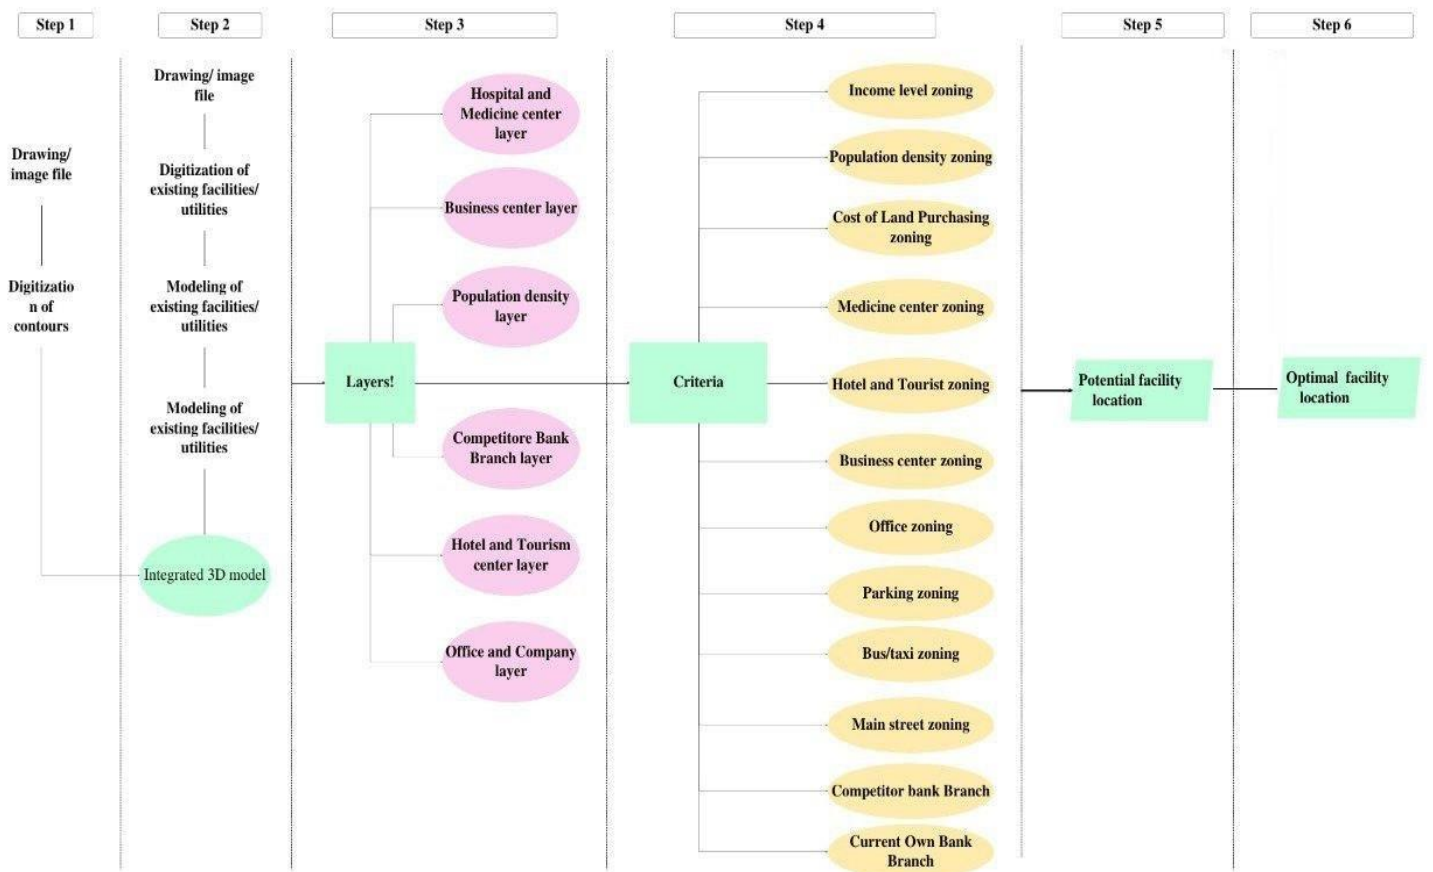 Step 1
Step 2
Step 3
Step 4
Step 5
Step 6
Drawing/
image file
Digitizatio
n of
contours
Drawing/ image
file
Digitization of
existing facilities/
utilities
Modeling of
existing facilities/
utilities
Modeling of
existing facilities/
utilities
Integrated 3D model
Layers!
Hospital and
Medicine center
layer
Business center layer
Population density
layer
Competitore Bank
Branch layer
Hotel and Tourism
center layer
Office and Company
layer
Criteria
Income level zoning
Population density zoning
Cost of Land Purchasing
zoning
Medicine center zoning
Hotel and Tourist zoning
Business center zoning
Office zoning
Parking zoning
Bus/taxi zoning
Main street zoning
Competitor bank Branch
Current Own Bank
Branch
Potential facility
location
Optimal facility
location